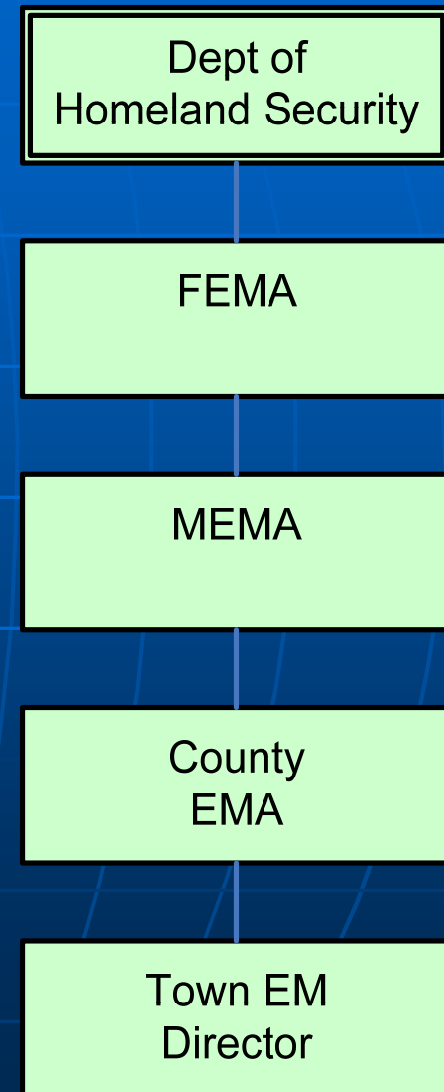 Dept of
Homeland Security
FEMA
MEMA
County
EMA
Town EM
Director